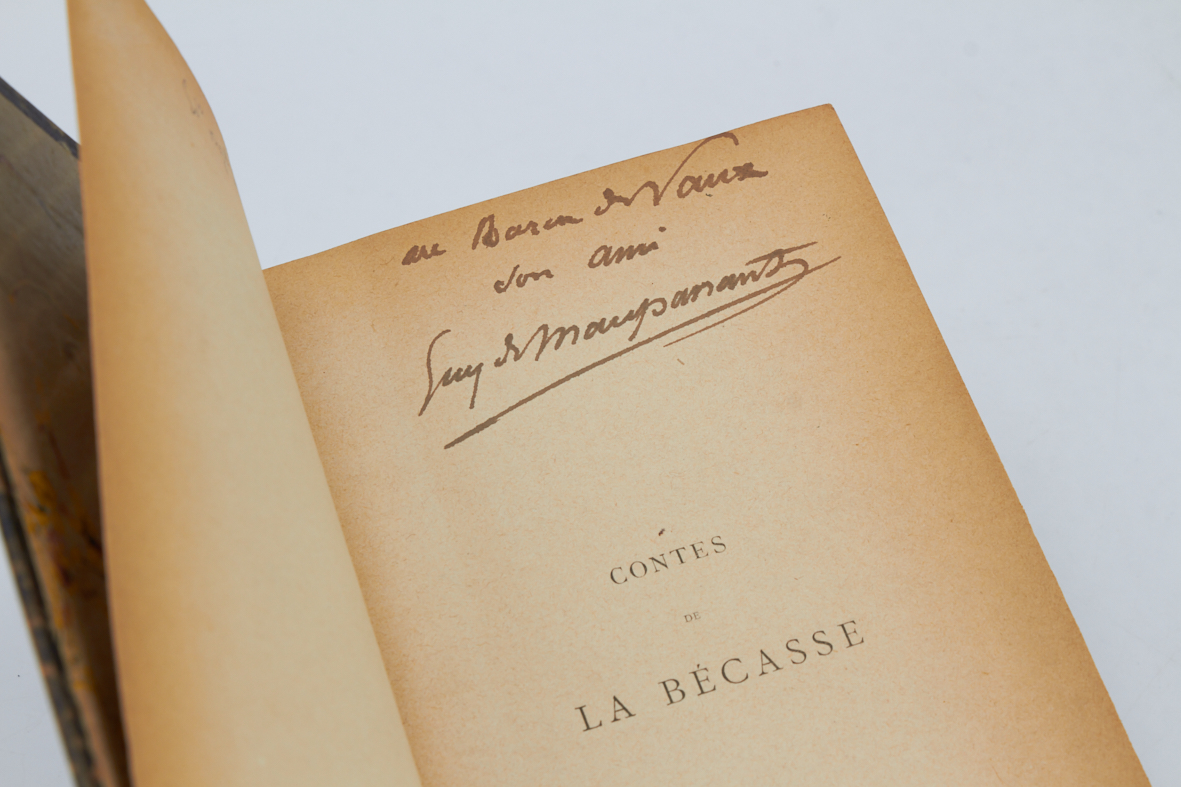 au Baron de Vaux
son ami
Guy de Maupassant
CONTES
DE
LA BÉCASSE